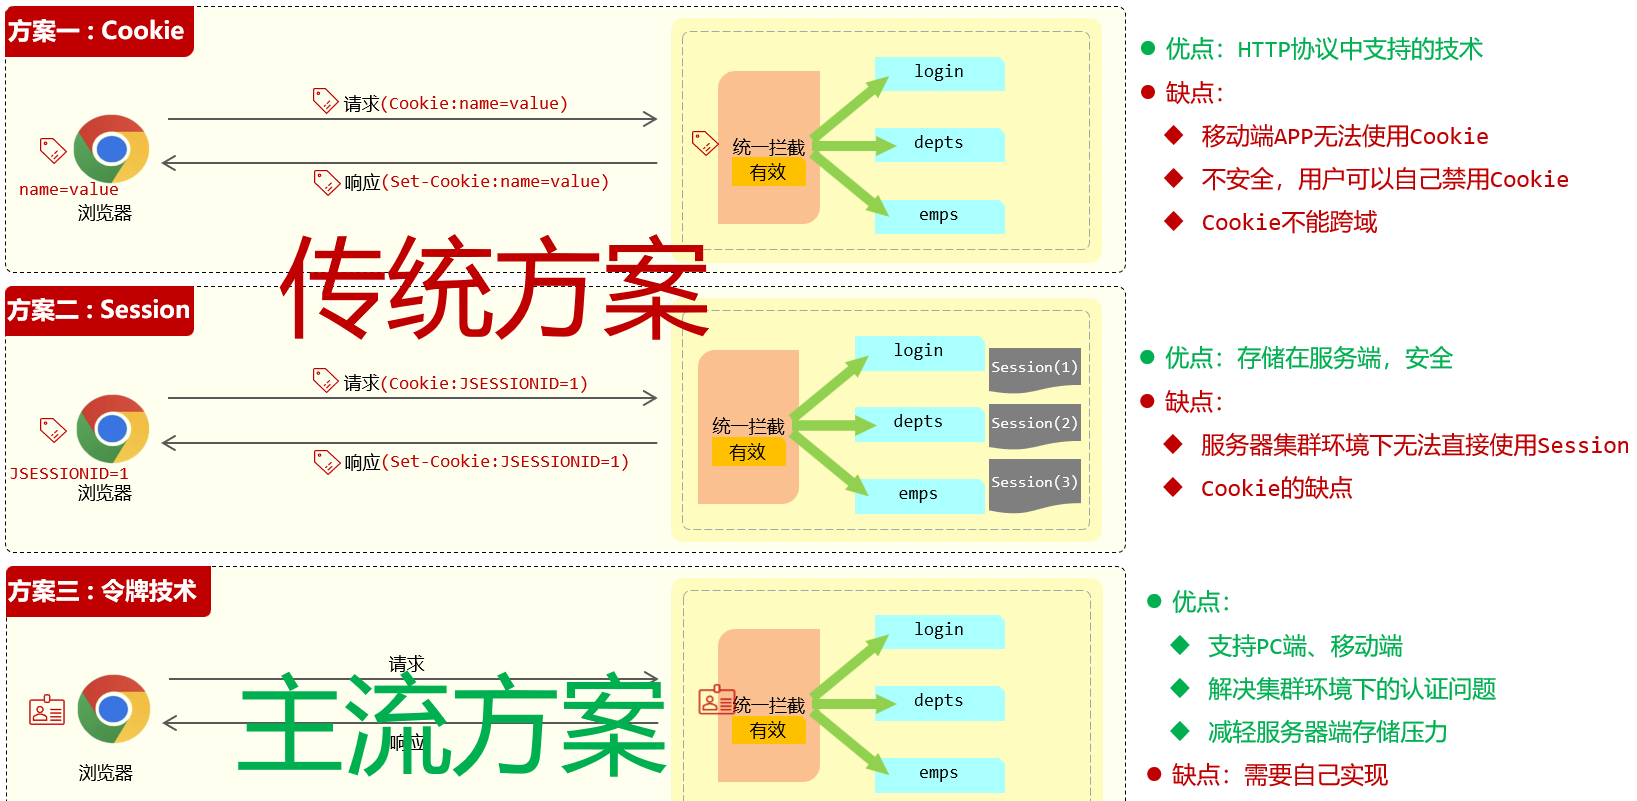 方案一：Cookie
请求(Cookie:name=value)
响应(Set-Cookie:name=value)
name=value
浏览器
统一拦截
有效
login
depts
emps
优点：HTTP协议中支持的技术
缺点：
移动端APP无法使用Cookie
不安全，用户可以自己禁用Cookie
Cookie不能跨域
传统方案
方案二：Session
请求(Cookie:JSESSIONID=1)
响应(Set-Cookie:JSESSIONID=1)
JSESSIONID=1
浏览器
统一拦截
有效
login
depts
emps
Session(1)
Session(2)
Session(3)
优点：存储在服务端，安全
缺点：
服务器集群环境下无法直接使用Session
Cookie的缺点
方案三：令牌技术
请求
响应
主流方案
浏览器
统一拦截
有效
login
depts
emps
优点：
支持PC端、移动端
解决集群环境下的认证问题
减轻服务器端存储压力
缺点：需要自己实现